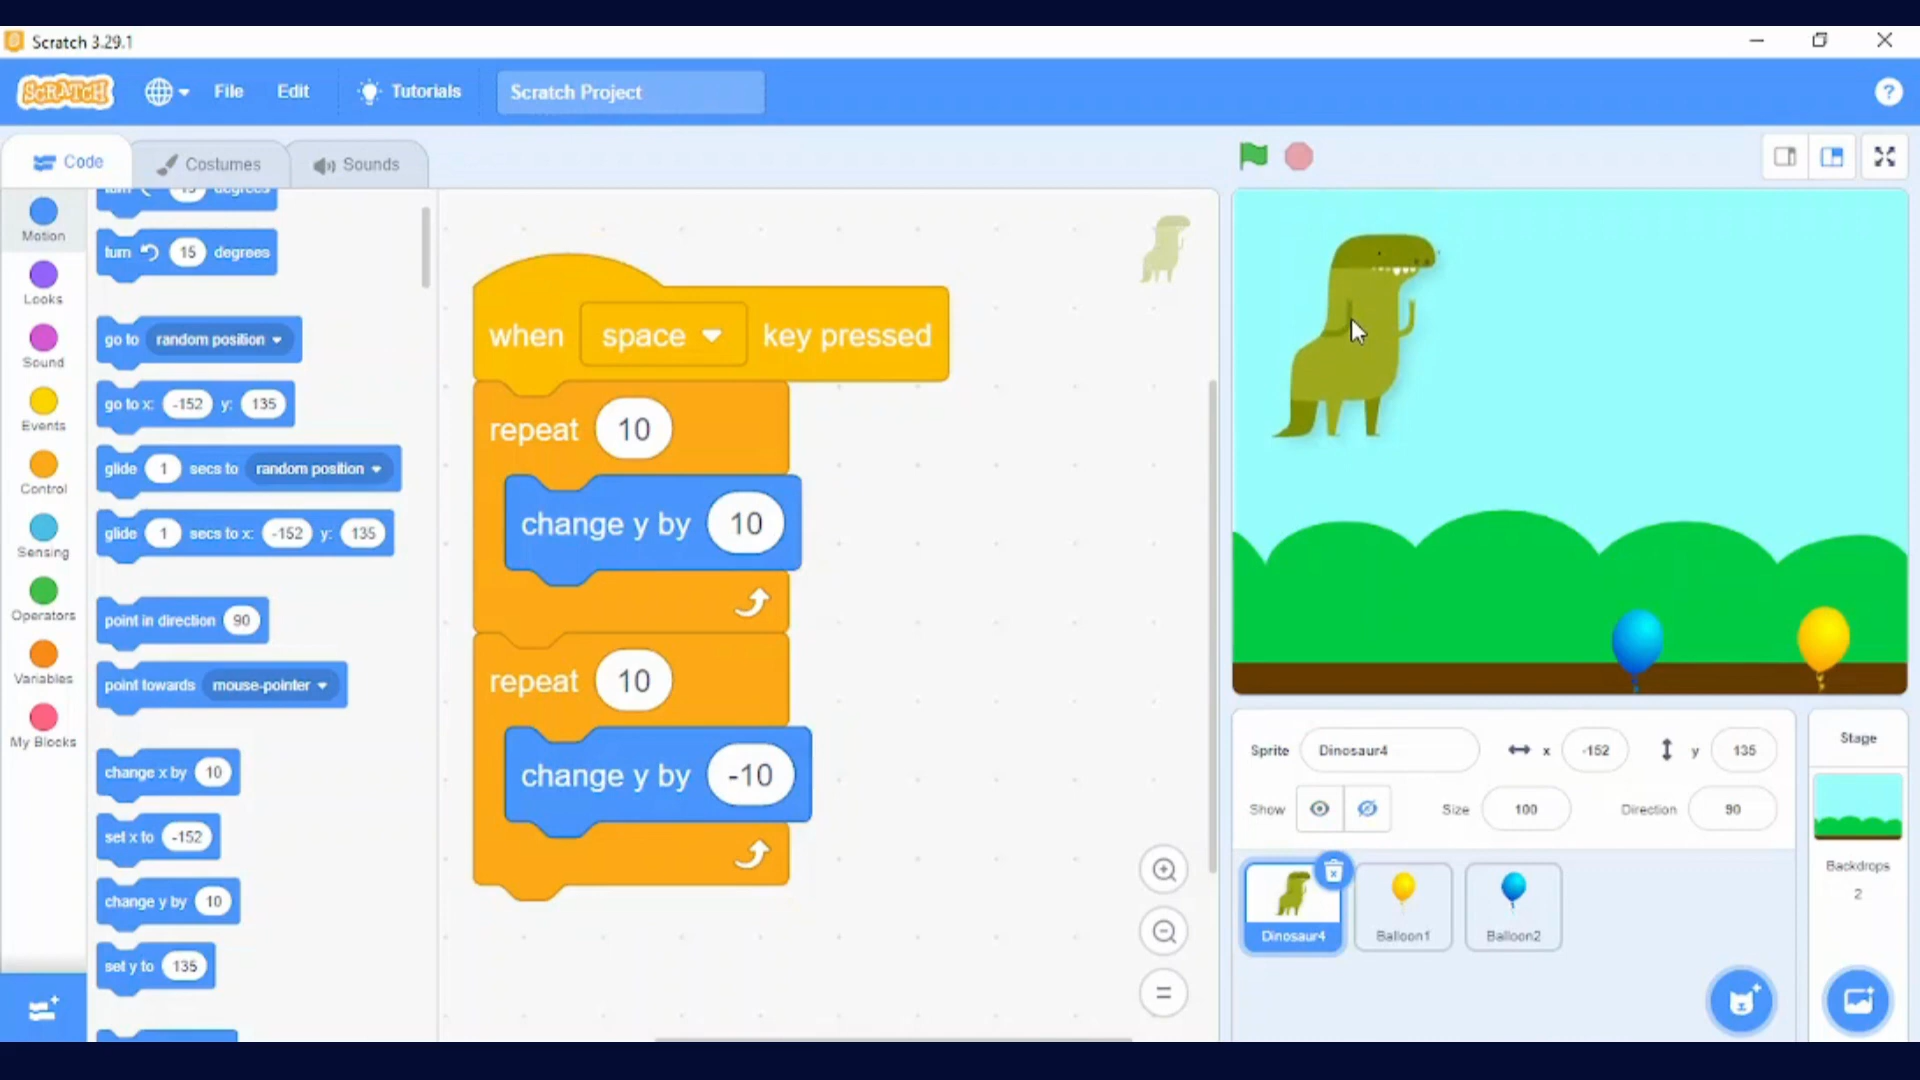 Scratch 3.29.1
SCRATCH
File
Edit
Tutorials
Scratch Project
?
Code
Costumes
Sounds
Motion
Looks
Sound
Events
Control
Sensing
Operators
Variables
My Blocks
turn 15 degrees
turn 15 degrees
go to random position
go to x: -152 y: 135
glide 1 secs to random position
glide 1 secs to x: -152 y: 135
point in direction 90
point towards mouse-pointer
change x by 10
set x to -152
change y by 10
set y to 135
when space key pressed
repeat 10
change y by 10
repeat 10
change y by -10
Sprite Dinosaur4 x -152 y 135
Show Size 100 Direction 90
Dinosaur4
Balloon1
Balloon2
Stage
Backdrops
2